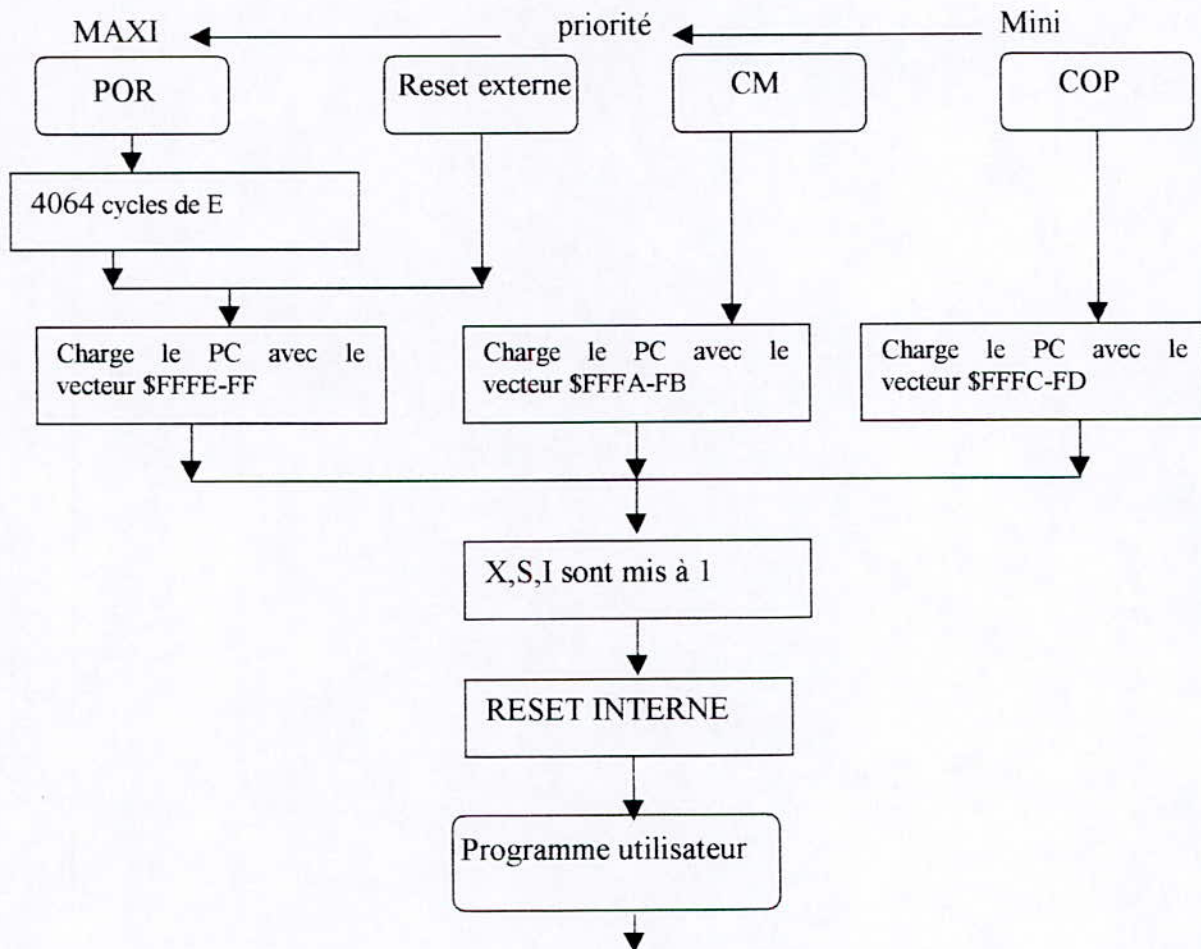 MAXI priorité Mini
POR Reset externe CM COP
4064 cycles de E
Charge le PC avec le
vecteur $FFFE-FF
Charge le PC avec le
vecteur $FFFA-FB
Charge le PC avec le
vecteur $FFFC-FD
X,S,I sont mis à 1
RESET INTERNE
Programme utilisateur